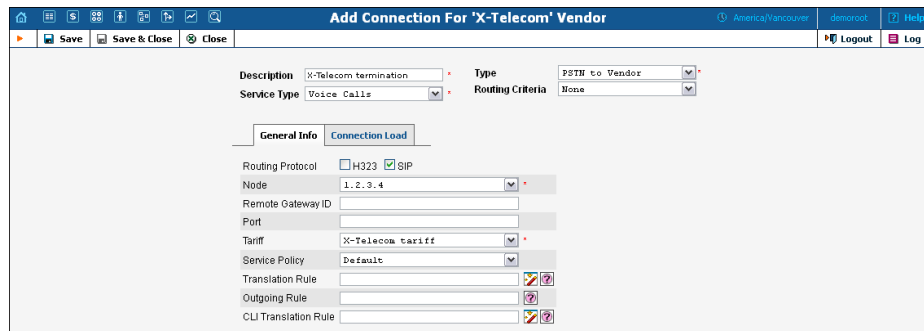 Add Connection For 'X-Telecom' Vendor
America/Vancouver
demoroot
Help
Save
Save & Close
Close
Logout
Log
Description X-Telecom termination *
Type PSTN to Vendor *
Service Type Voice Calls *
Routing Criteria None
General Info
Connection Load
Routing Protocol H323 SIP
Node 1.2.3.4 *
Remote Gateway ID
Port
Tariff X-Telecom tariff *
Service Policy Default
Translation Rule
Outgoing Rule
CLI Translation Rule